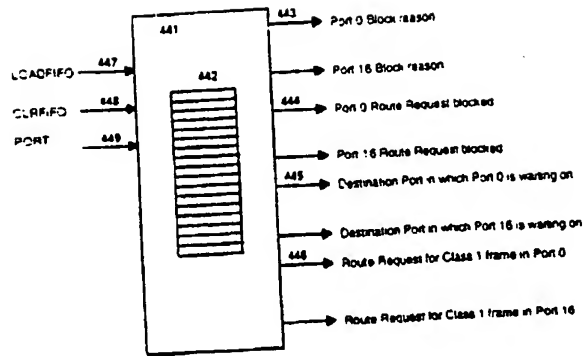 443
Port 0 Block reason
441
447
LOADFIFO
Port 16 Block reason
442
448
444
CLRFIFO
Port 0 Route Request blocked
449
PORT
Port 16 Route Request blocked
445
Destination Port in which Port 0 is waiting on
Destination Port in which Port 16 is waiting on
446
Route Request for Class 1 frame in Port 0
Route Request for Class 1 frame in Port 16